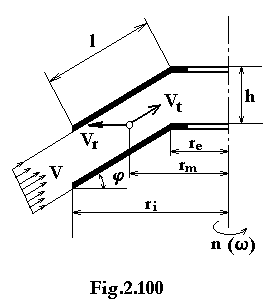 l
V_t
h
V_r
r_e
V
r_m
φ
r_i
n (ω)
Fig.2.100